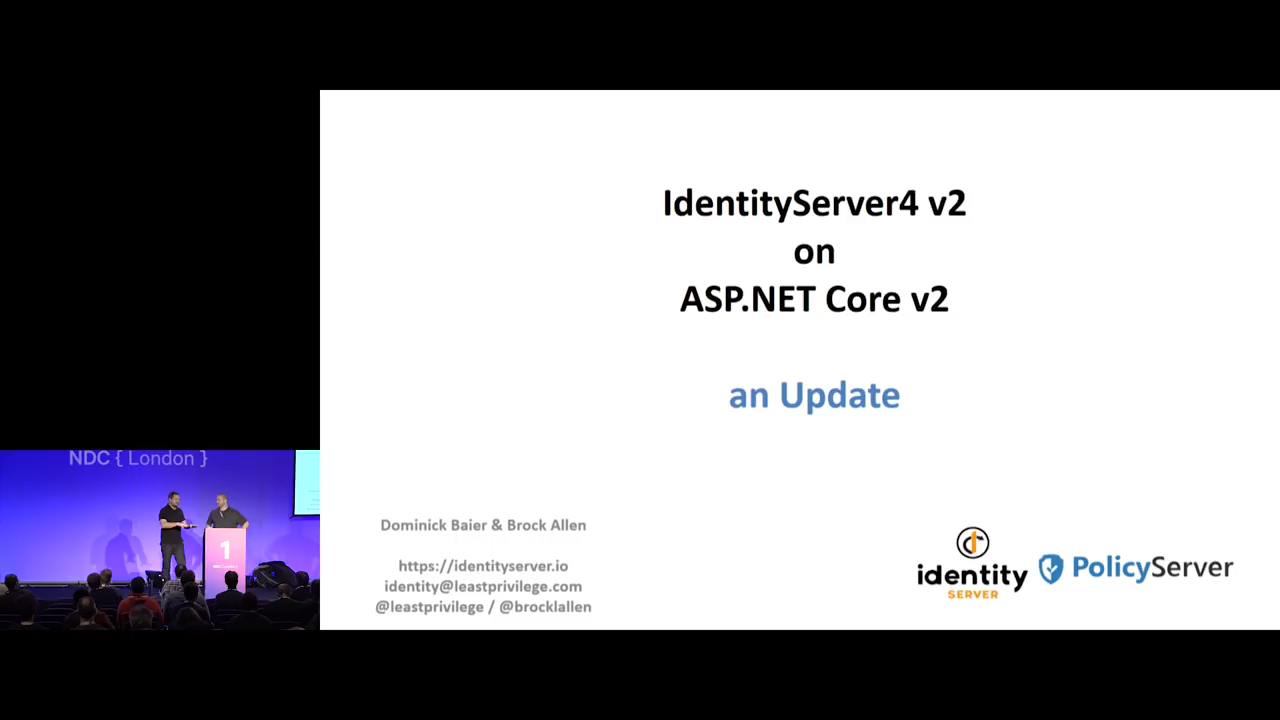 IdentityServer4 v2
on
ASP.NET Core v2
an Update
NDC { London }
1
Dominick Baier & Brock Allen
https://identityserver.io
identity@leastprivilege.com
@leastprivilege / @brocklallen
identity
SERVER
PolicyServer